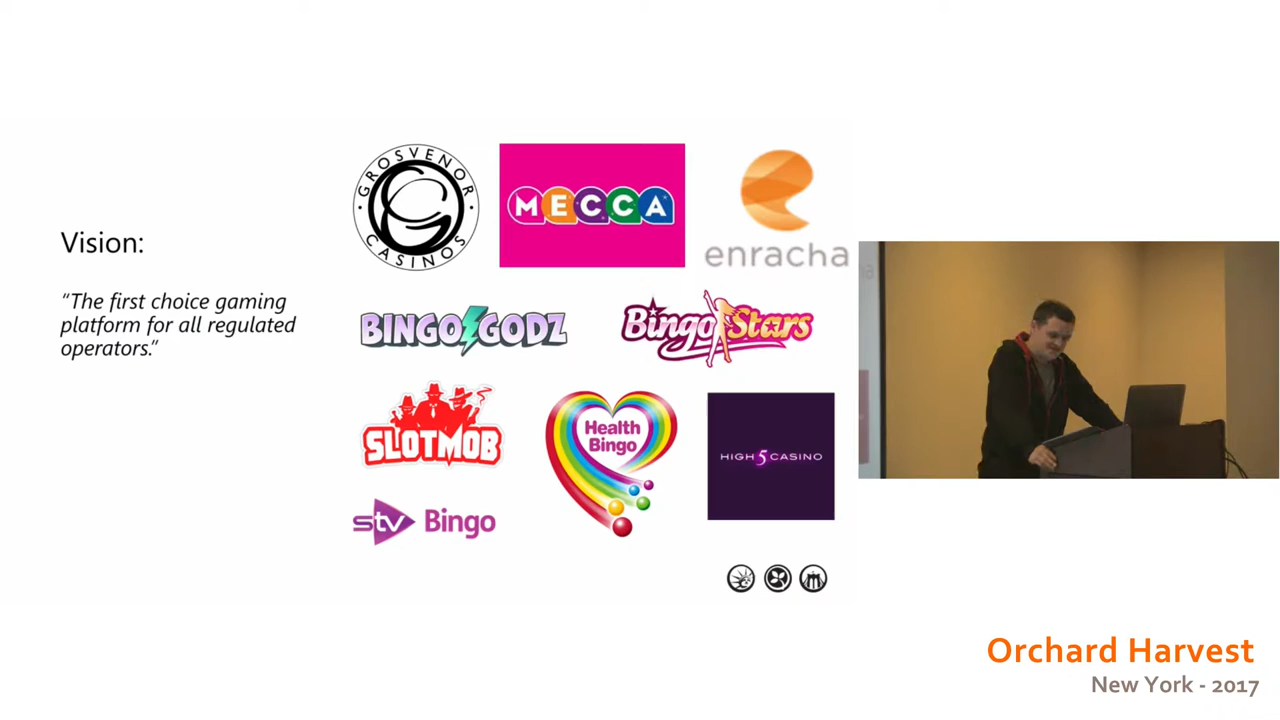 Vision:
“The first choice gaming
platform for all regulated
operators.”
GROSVENOR
CASINOS
MECCA
enracha
BINGO GODZ
Bingo Stars
SLOTMOB
Health
Bingo
HIGH 5 CASINO
stv Bingo
Orchard Harvest
New York - 2017